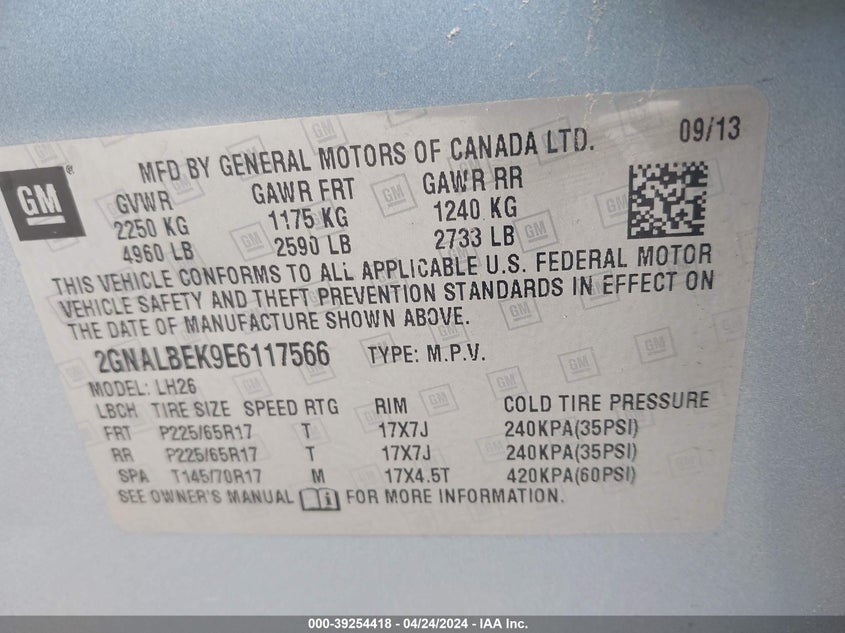 09/13
MFD BY GENERAL MOTORS OF CANADA LTD.
GM
GVWR GAWR FRT GAWR RR
2250 KG 1175 KG 1240 KG
4960 LB 2590 LB 2733 LB
THIS VEHICLE CONFORMS TO ALL APPLICABLE U.S. FEDERAL MOTOR
VEHICLE SAFETY AND THEFT PREVENTION STANDARDS IN EFFECT ON
THE DATE OF MANUFACTURE SHOWN ABOVE.
2GNALBEK9E6117566 TYPE: M.P.V.
MODEL: LH26
LBCH TIRE SIZE SPEED RTG RIM COLD TIRE PRESSURE
FRT P225/65R17 T 17X7J 240KPA(35PSI)
RR P225/65R17 T 17X7J 240KPA(35PSI)
SPA T145/70R17 M 17X4.5T 420KPA(60PSI)
SEE OWNER'S MANUAL FOR MORE INFORMATION.
000-39254418 - 04/24/2024 - IAA Inc.